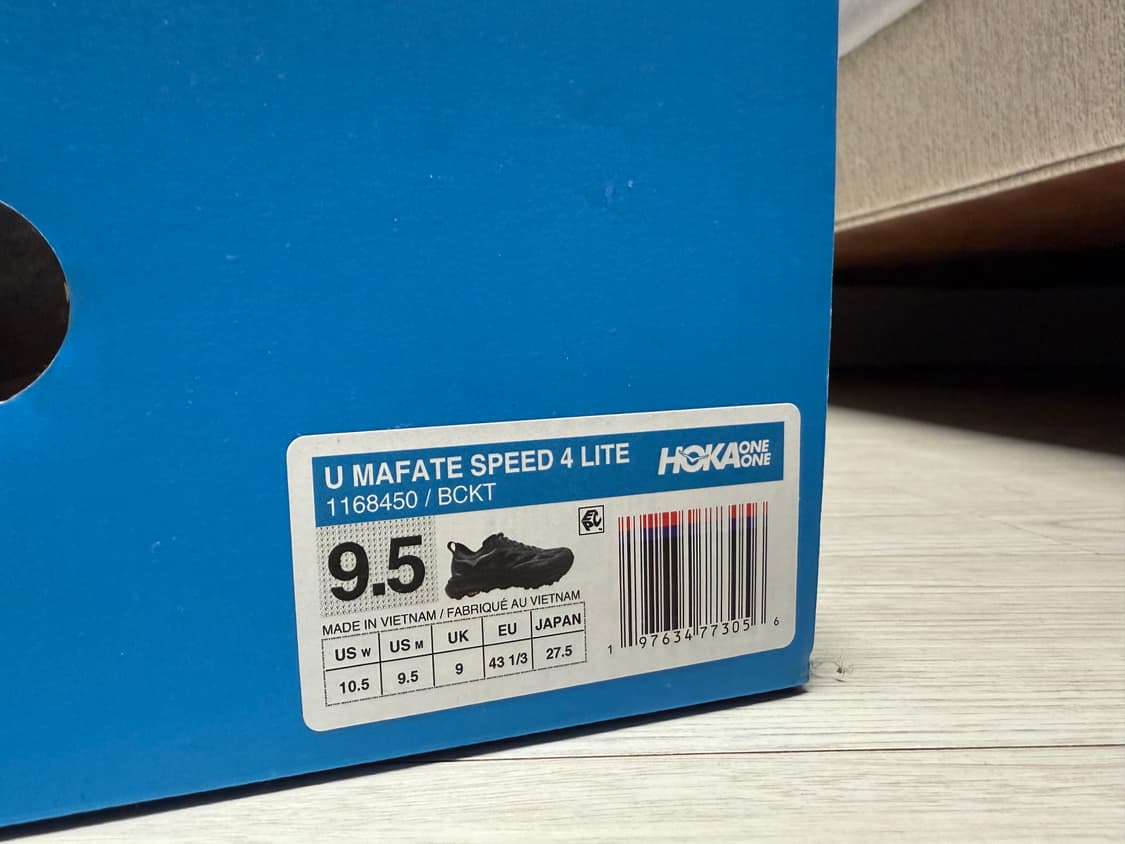 U MAFATE SPEED 4 LITE
1168450 / BCKT
HOKA ONE ONE
9.5
MADE IN VIETNAM / FABRIQUÉ AU VIETNAM
US W US M UK EU JAPAN
10.5 9.5 9 43 1/3 27.5
1 97634 77305 6